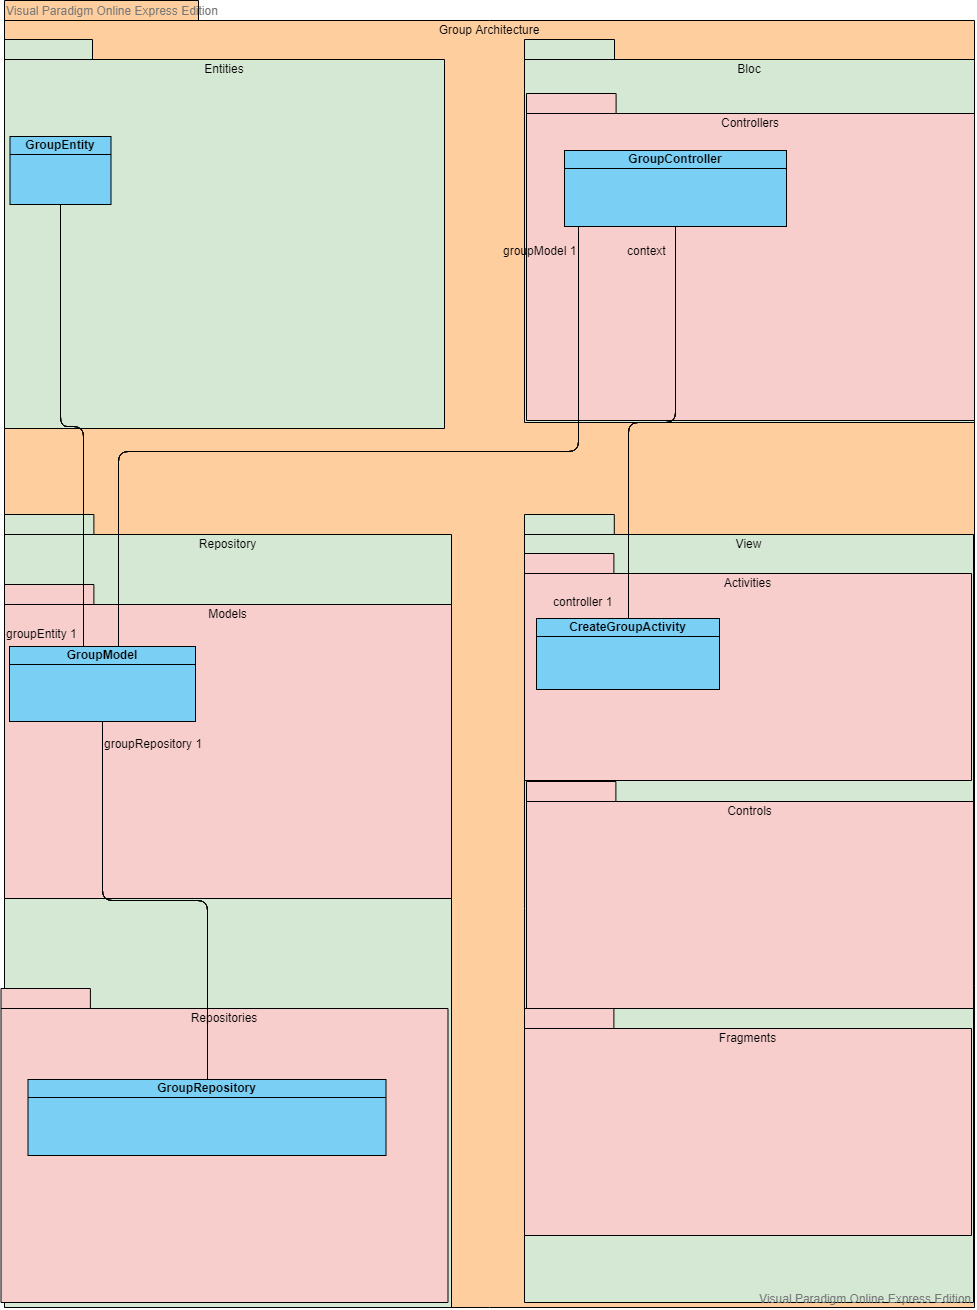 Visual Paradigm Online Express Edition
Group Architecture
Entities
GroupEntity
Bloc
Controllers
GroupController
groupModel 1
context
Repository
Models
groupEntity 1
GroupModel
groupRepository 1
Repositories
GroupRepository
View
Activities
controller 1
CreateGroupActivity
Controls
Fragments
Visual Paradigm Online Express Edition